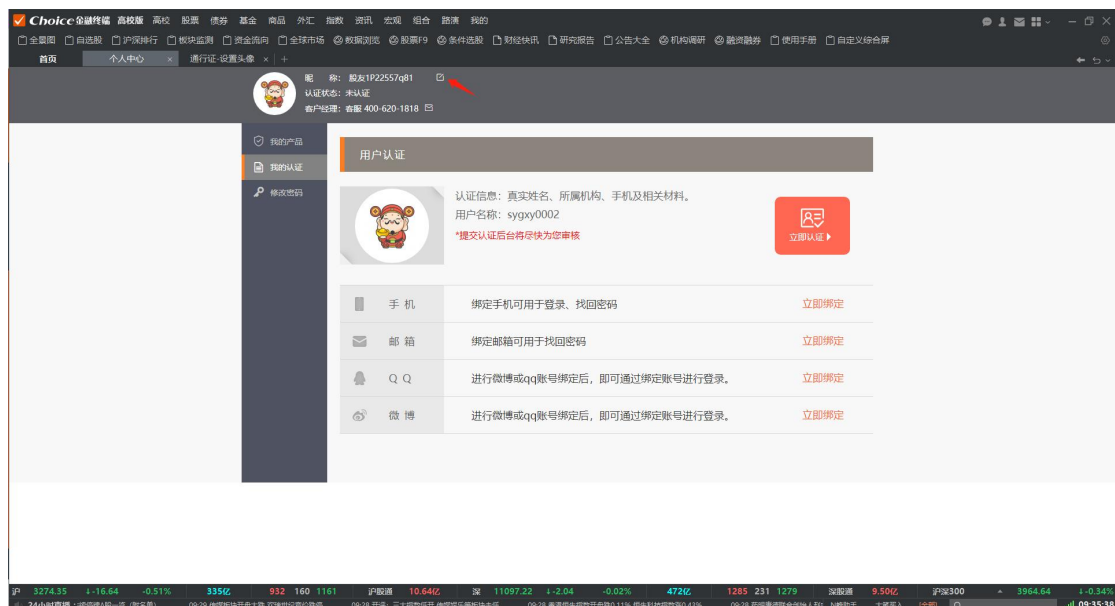 Choice金融终端 高校版 高校 股票 债券 基金 商品 外汇 指数 资讯 宏观 组合 路演 我的
全景图 自选股 沪深排行 板块监测 资金流向 全球市场 数据浏览 股票F9 条件选股 财经快讯 研究报告 公告大全 机构调研 融资融券 使用手册 自定义综合屏
首页 个人中心 × 通行证-设置头像 × +
昵 称: 股友1P22557q81
认证状态: 未认证
客户经理: 客服 400-620-1818
我的产品
我的认证
修改密码
用户认证
认证信息: 真实姓名、所属机构、手机及相关材料。
用户名称: sygxy0002
*提交认证后台将尽快为您审核
立即认证
手 机 绑定手机可用于登录、找回密码 立即绑定
邮 箱 绑定邮箱可用于找回密码 立即绑定
Q Q 进行微博或qq账号绑定后，即可通过绑定账号进行登录。 立即绑定
微 博 进行微博或qq账号绑定后，即可通过绑定账号进行登录。 立即绑定
沪 3274.35 -16.64 -0.51% 335亿 932 160 1161 沪股通 10.64亿 深 11097.22 -2.04 -0.02% 472亿 1285 231 1279 深股通 9.50亿 沪深300 3964.64 -0.34%
24小时直播 09:35:19